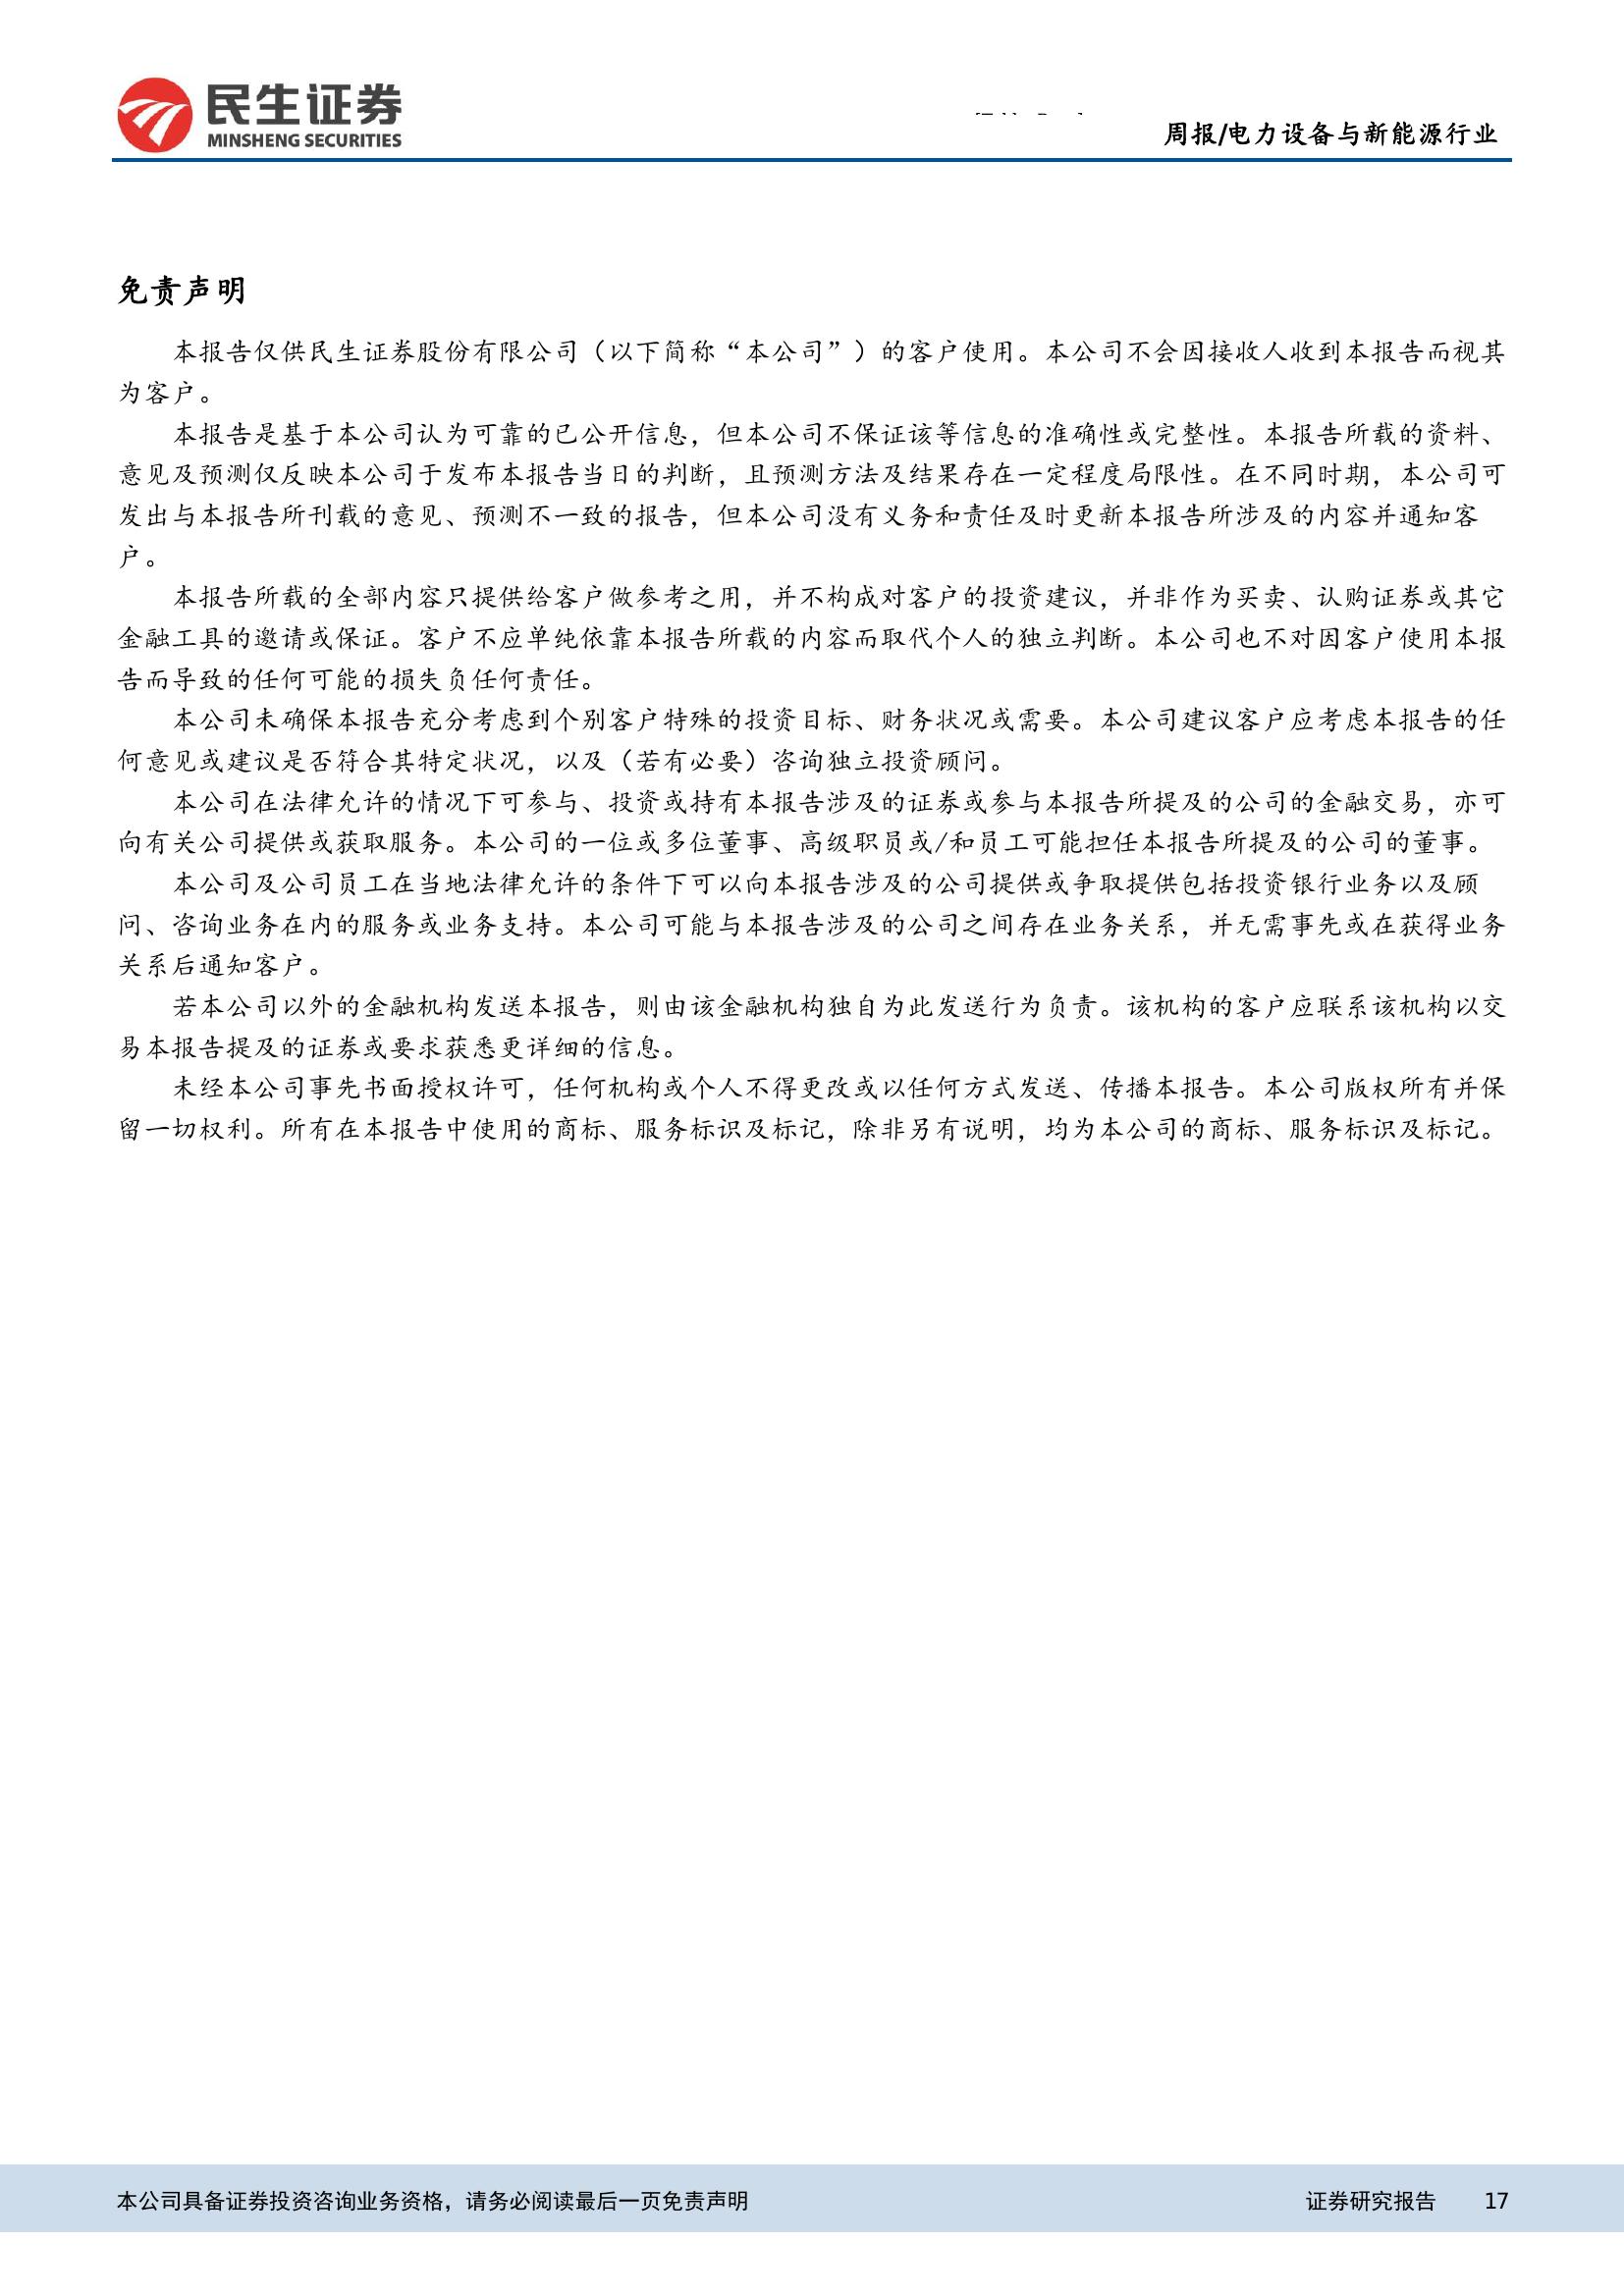 民生证券
MINSHENG SECURITIES
周报/电力设备与新能源行业
免责声明
本报告仅供民生证券股份有限公司（以下简称“本公司”）的客户使用。本公司不会因接收人收到本报告而视其
为客户。
本报告是基于本公司认为可靠的已公开信息，但本公司不保证该等信息的准确性或完整性。本报告所载的资料、
意见及预测仅反映本公司于发布本报告当日的判断，且预测方法及结果存在一定程度局限性。在不同时期，本公司可
发出与本报告所刊载的意见、预测不一致的报告，但本公司没有义务和责任及时更新本报告所涉及的内容并通知客
户。
本报告所载的全部内容只提供给客户做参考之用，并不构成对客户的投资建议，并非作为买卖、认购证券或其它
金融工具的邀请或保证。客户不应单纯依靠本报告所载的内容而取代个人的独立判断。本公司也不对因客户使用本报
告而导致的任何可能的损失负任何责任。
本公司未确保本报告充分考虑到个别客户特殊的投资目标、财务状况或需要。本公司建议客户应考虑本报告的任
何意见或建议是否符合其特定状况，以及（若有必要）咨询独立投资顾问。
本公司在法律允许的情况下可参与、投资或持有本报告涉及的证券或参与本报告所提及的公司的金融交易，亦可
向有关公司提供或获取服务。本公司的一位或多位董事、高级职员或/和员工可能担任本报告所提及的公司的董事。
本公司及公司员工在当地法律允许的条件下可以向本报告涉及的公司提供或争取提供包括投资银行业务以及顾
问、咨询业务在内的服务或业务支持。本公司可能与本报告涉及的公司之间存在业务关系，并无需事先或在获得业务
关系后通知客户。
若本公司以外的金融机构发送本报告，则由该金融机构独自为此发送行为负责。该机构的客户应联系该机构以交
易本报告提及的证券或要求获悉更详细的信息。
未经本公司事先书面授权许可，任何机构或个人不得更改或以任何方式发送、传播本报告。本公司版权所有并保
留一切权利。所有在本报告中使用的商标、服务标识及标记，除非另有说明，均为本公司的商标、服务标识及标记。
本公司具备证券投资咨询业务资格，请务必阅读最后一页免责声明
证券研究报告 17